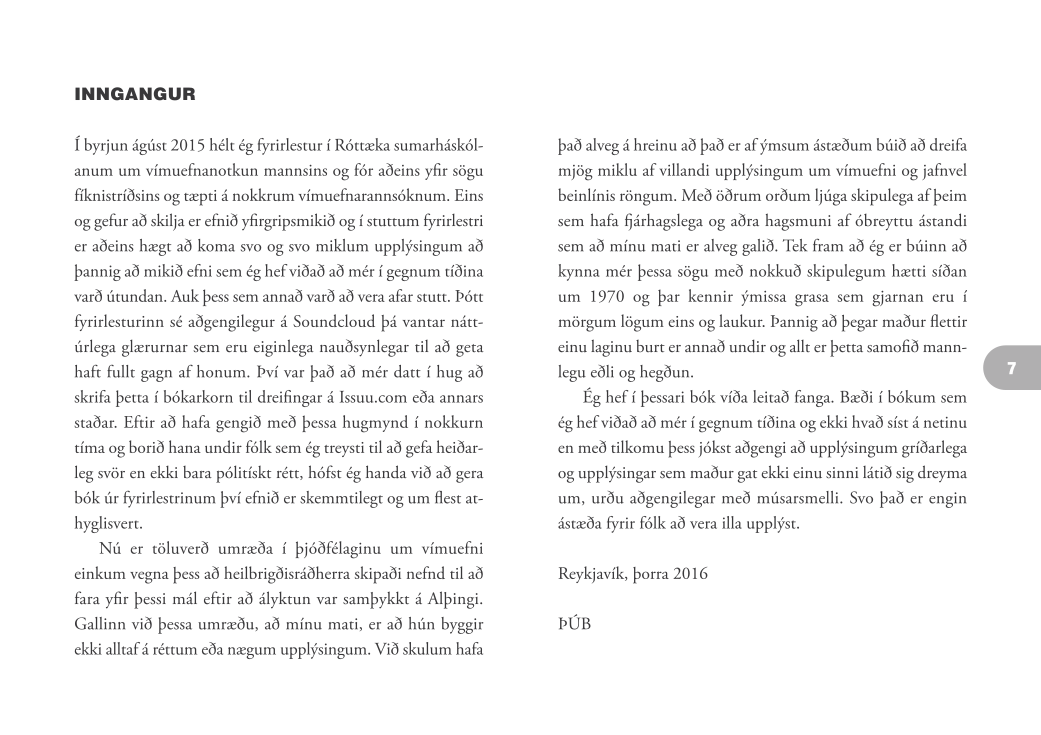 INNGANGUR
Í byrjun ágúst 2015 hélt ég fyrirlestur í Róttæka sumarháskól-
anum um vímuefnanotkun mannsins og fór aðeins yfir sögu
fíknistríðsins og tæpti á nokkrum vímuefnarannsóknum. Eins
og gefur að skilja er efnið yfirgripsmikið og í stuttum fyrirlestri
er aðeins hægt að koma svo og svo miklum upplýsingum að
þannig að mikið efni sem ég hef viðað að mér í gegnum tíðina
varð útundan. Auk þess sem annað varð að vera afar stutt. Þótt
fyrirlesturinn sé aðgengilegur á Soundcloud þá vantar nátt-
úrlega glærurnar sem eru eiginlega nauðsynlegar til að geta
haft fullt gagn af honum. Því var það að mér datt í hug að
skrifa þetta í bókarkorn til dreifingar á Issuu.com eða annars
staðar. Eftir að hafa gengið með þessa hugmynd í nokkurn
tíma og borið hana undir fólk sem ég treysti til að gefa heiðar-
leg svör en ekki bara pólitískt rétt, hófst ég handa við að gera
bók úr fyrirlestrinum því efnið er skemmtilegt og um flest at-
hyglisvert.
Nú er töluverð umræða í þjóðfélaginu um vímuefni
einkum vegna þess að heilbrigðisráðherra skipaði nefnd til að
fara yfir þessi mál eftir að ályktun var samþykkt á Alþingi.
Gallinn við þessa umræðu, að mínu mati, er að hún byggir
ekki alltaf á réttum eða nægum upplýsingum. Við skulum hafa
það alveg á hreinu að það er af ýmsum ástæðum búið að dreifa
mjög miklu af villandi upplýsingum um vímuefni og jafnvel
beinlínis röngum. Með öðrum orðum ljúga skipulega af þeim
sem hafa fjárhagslega og aðra hagsmuni af óbreyttu ástandi
sem að mínu mati er alveg galið. Tek fram að ég er búinn að
kynna mér þessa sögu með nokkuð skipulegum hætti síðan
um 1970 og þar kennir ýmissa grasa sem gjarnan eru í
mörgum lögum eins og laukur. Þannig að þegar maður flettir
einu laginu burt er annað undir og allt er þetta samofið mann-
legu eðli og hegðun.
Ég hef í þessari bók víða leitað fanga. Bæði í bókum sem
ég hef viðað að mér í gegnum tíðina og ekki hvað síst á netinu
en með tilkomu þess jókst aðgengi að upplýsingum gríðarlega
og upplýsingar sem maður gat ekki einu sinni látið sig dreyma
um, urðu aðgengilegar með músarsmelli. Svo það er engin
ástæða fyrir fólk að vera illa upplýst.
Reykjavík, þorra 2016
ÞÚB
7